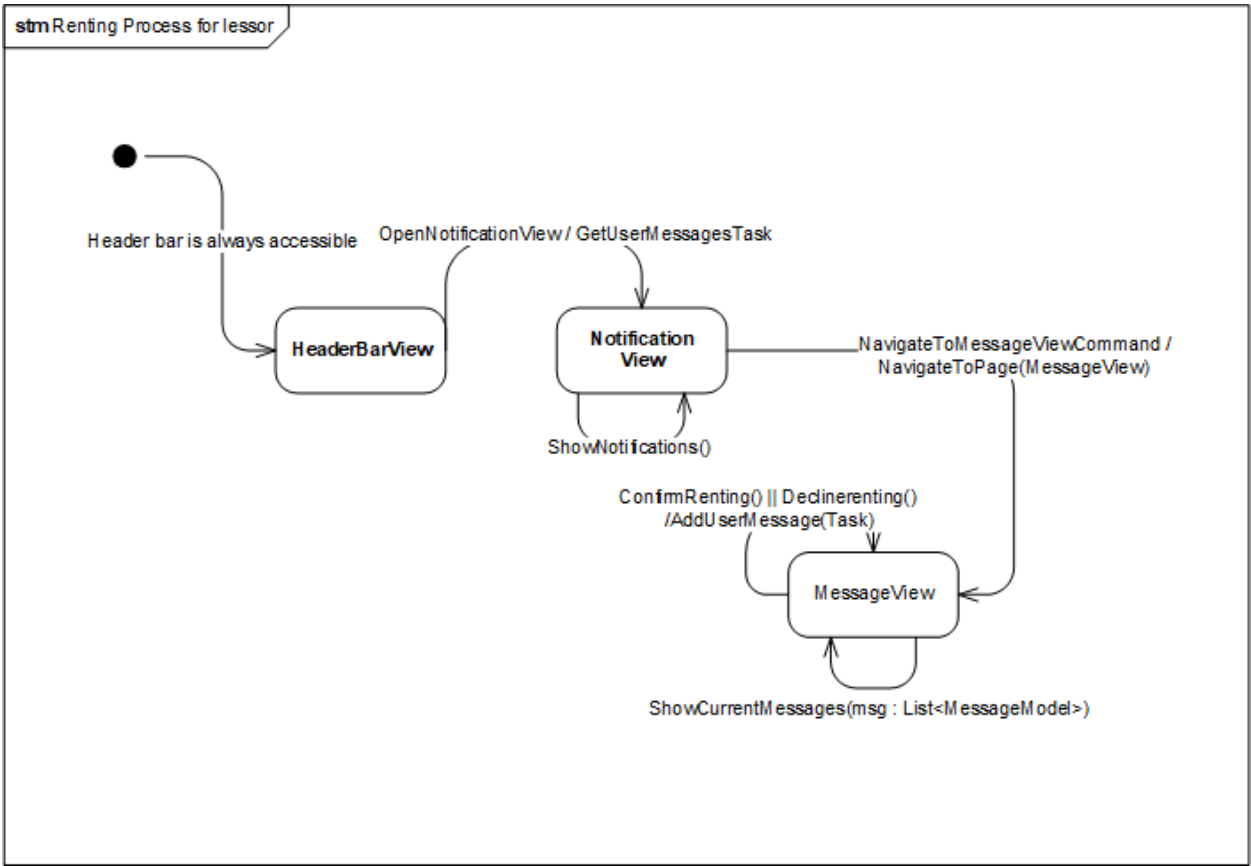 stm Renting Process for lessor
Header bar is always accessible
OpenNotificationView / GetUserMessagesTask
HeaderBarView
Notification
View
NavigateToMessageViewCommand /
NavigateToPage(MessageView)
ShowNotifications()
ConfirmRenting() || Declinerenting()
/AddUserMessage(Task)
MessageView
ShowCurrentMessages(msg : List<MessageModel>)